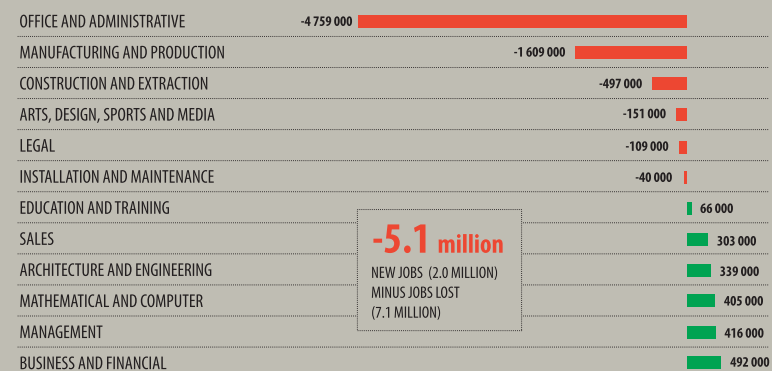 OFFICE AND ADMINISTRATIVE -4 759 000
MANUFACTURING AND PRODUCTION -1 609 000
CONSTRUCTION AND EXTRACTION -497 000
ARTS, DESIGN, SPORTS AND MEDIA -151 000
LEGAL -109 000
INSTALLATION AND MAINTENANCE -40 000
EDUCATION AND TRAINING 66 000
SALES 303 000
ARCHITECTURE AND ENGINEERING 339 000
MATHEMATICAL AND COMPUTER 405 000
MANAGEMENT 416 000
BUSINESS AND FINANCIAL 492 000
-5.1 million
NEW JOBS (2.0 MILLION)
MINUS JOBS LOST
(7.1 MILLION)